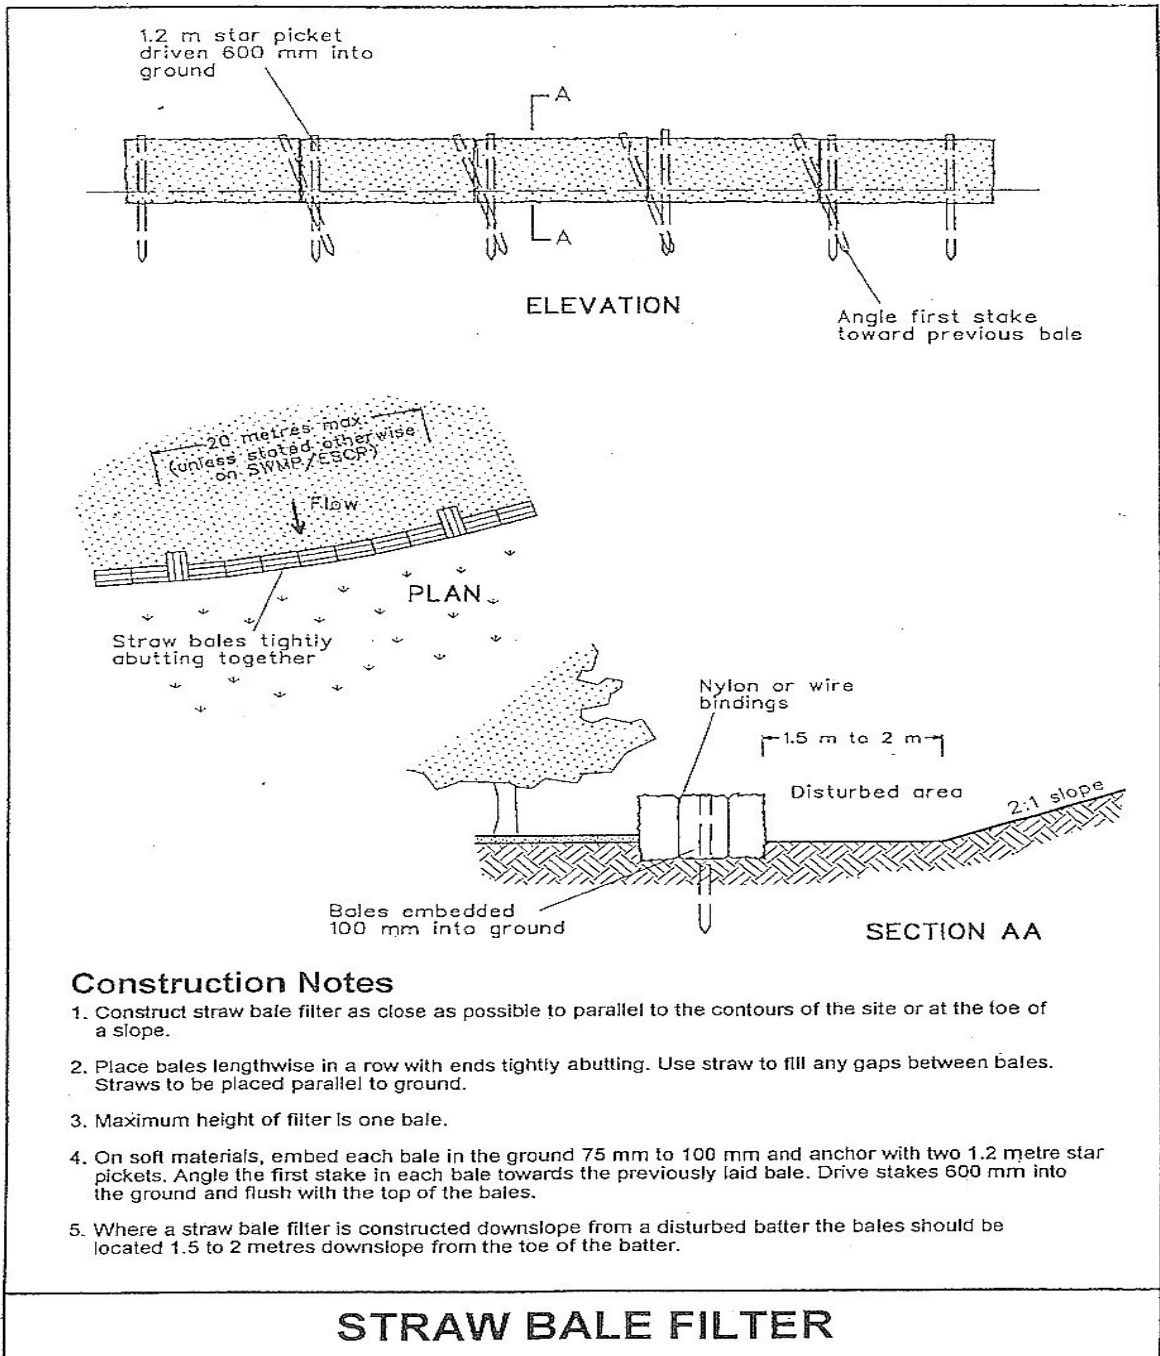 1.2 m star picket
driven 600 mm into
ground
A
A
ELEVATION
Angle first stake
toward previous bale
20 metres max
(unless stated otherwise
on SWMP/ESCP)
Flow
PLAN
Straw bales tightly
abutting together
Nylon or wire
bindings
1.5 m to 2 m
Disturbed area
2:1 slope
Bales embedded
100 mm into ground
SECTION AA
Construction Notes
1. Construct straw bale filter as close as possible to parallel to the contours of the site or at the toe of
a slope.
2. Place bales lengthwise in a row with ends tightly abutting. Use straw to fill any gaps between bales.
Straws to be placed parallel to ground.
3. Maximum height of filter is one bale.
4. On soft materials, embed each bale in the ground 75 mm to 100 mm and anchor with two 1.2 metre star
pickets. Angle the first stake in each bale towards the previously laid bale. Drive stakes 600 mm into
the ground and flush with the top of the bales.
5. Where a straw bale filter is constructed downslope from a disturbed batter the bales should be
located 1.5 to 2 metres downslope from the toe of the batter.
STRAW BALE FILTER